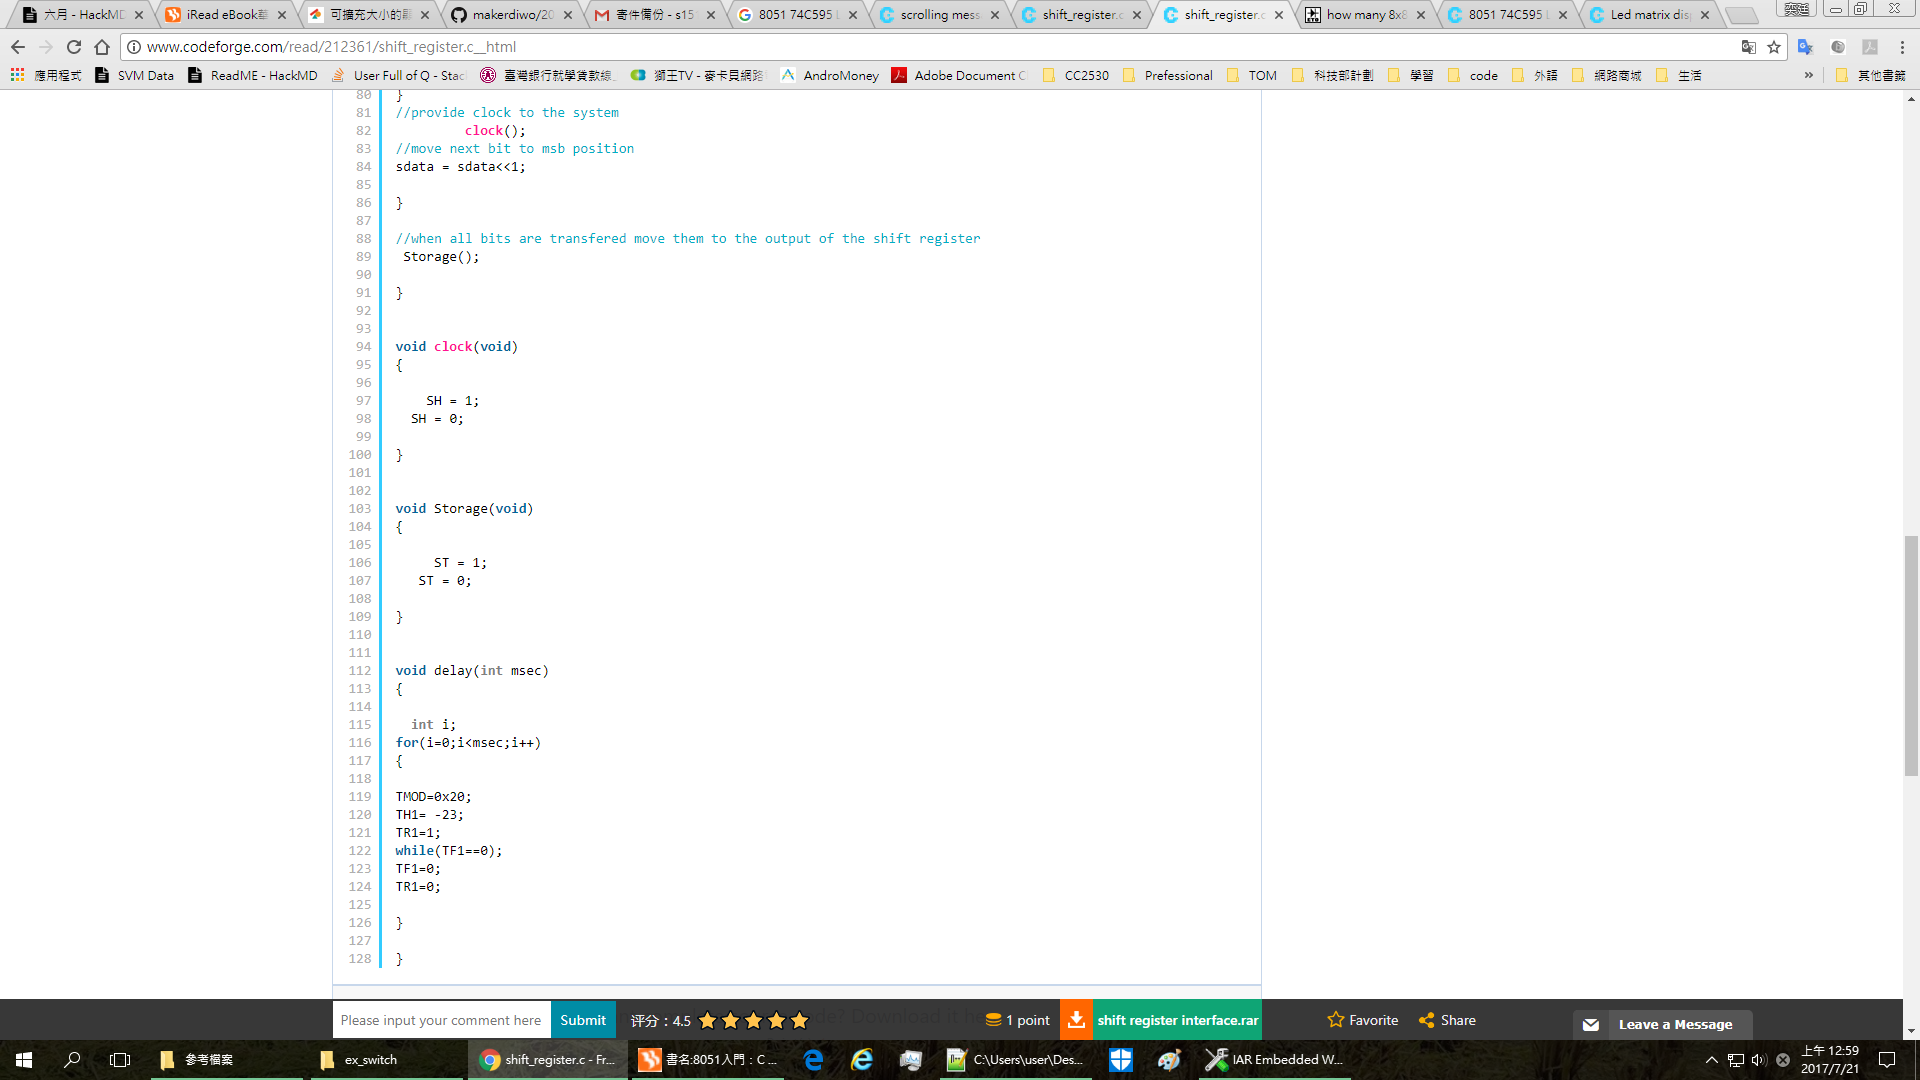 六月 - HackMD
iRead eBook華
可擴充大小的
makerdiwo/20
寄件備份 - s15
8051 74C595 L
scrolling mess
shift_register.c
shift_register.c
how many 8x8
8051 74C595 L
Led matrix dis
www.codeforge.com/read/212361/shift_register.c__html
應用程式
SVM Data
ReadME - HackMD
User Full of Q - Stac
臺灣銀行就學貸款線
獅王TV - 麥卡貝網路
AndroMoney
Adobe Document C
CC2530
Prefessional
TOM
科技部計劃
學習
code
外語
網路商城
生活
»
其他書籤
80 }
81 //provide clock to the system
82 clock();
83 //move next bit to msb position
84 sdata = sdata<<1;
85
86 }
87
88 //when all bits are transfered move them to the output of the shift register
89 Storage();
90
91 }
92
93
94 void clock(void)
95 {
96
97 SH = 1;
98 SH = 0;
99
100 }
101
102
103 void Storage(void)
104 {
105
106 ST = 1;
107 ST = 0;
108
109 }
110
111
112 void delay(int msec)
113 {
114
115 int i;
116 for(i=0;i<msec;i++)
117 {
118
119 TMOD=0x20;
120 TH1= -23;
121 TR1=1;
122 while(TF1==0);
123 TF1=0;
124 TR1=0;
125
126 }
127
128 }
Please input your comment here
Submit
评分：4.5
1 point
shift register interface.rar
Favorite
Share
Leave a Message
參考檔案
ex_switch
shift_register.c - Fr...
書名:8051入門：C ...
C:\Users\user\Des...
IAR Embedded W...
上午 12:59
2017/7/21